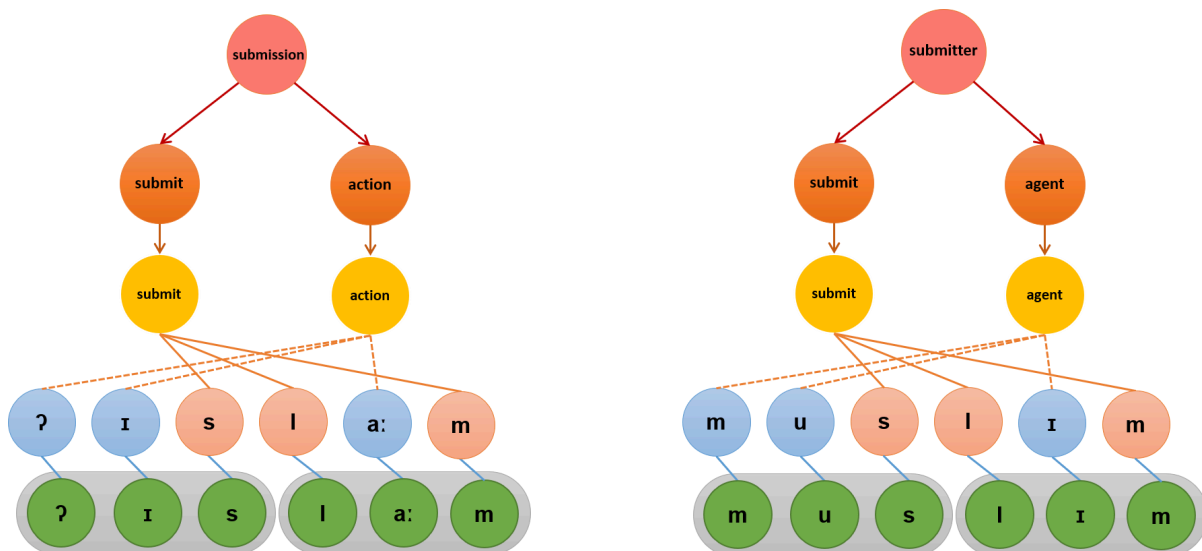 submission
submitter
submit
action
submit
agent
submit
action
submit
agent
ʔ ɪ s l aː m
m u s l ɪ m
ʔ ɪ s l aː m
m u s l ɪ m